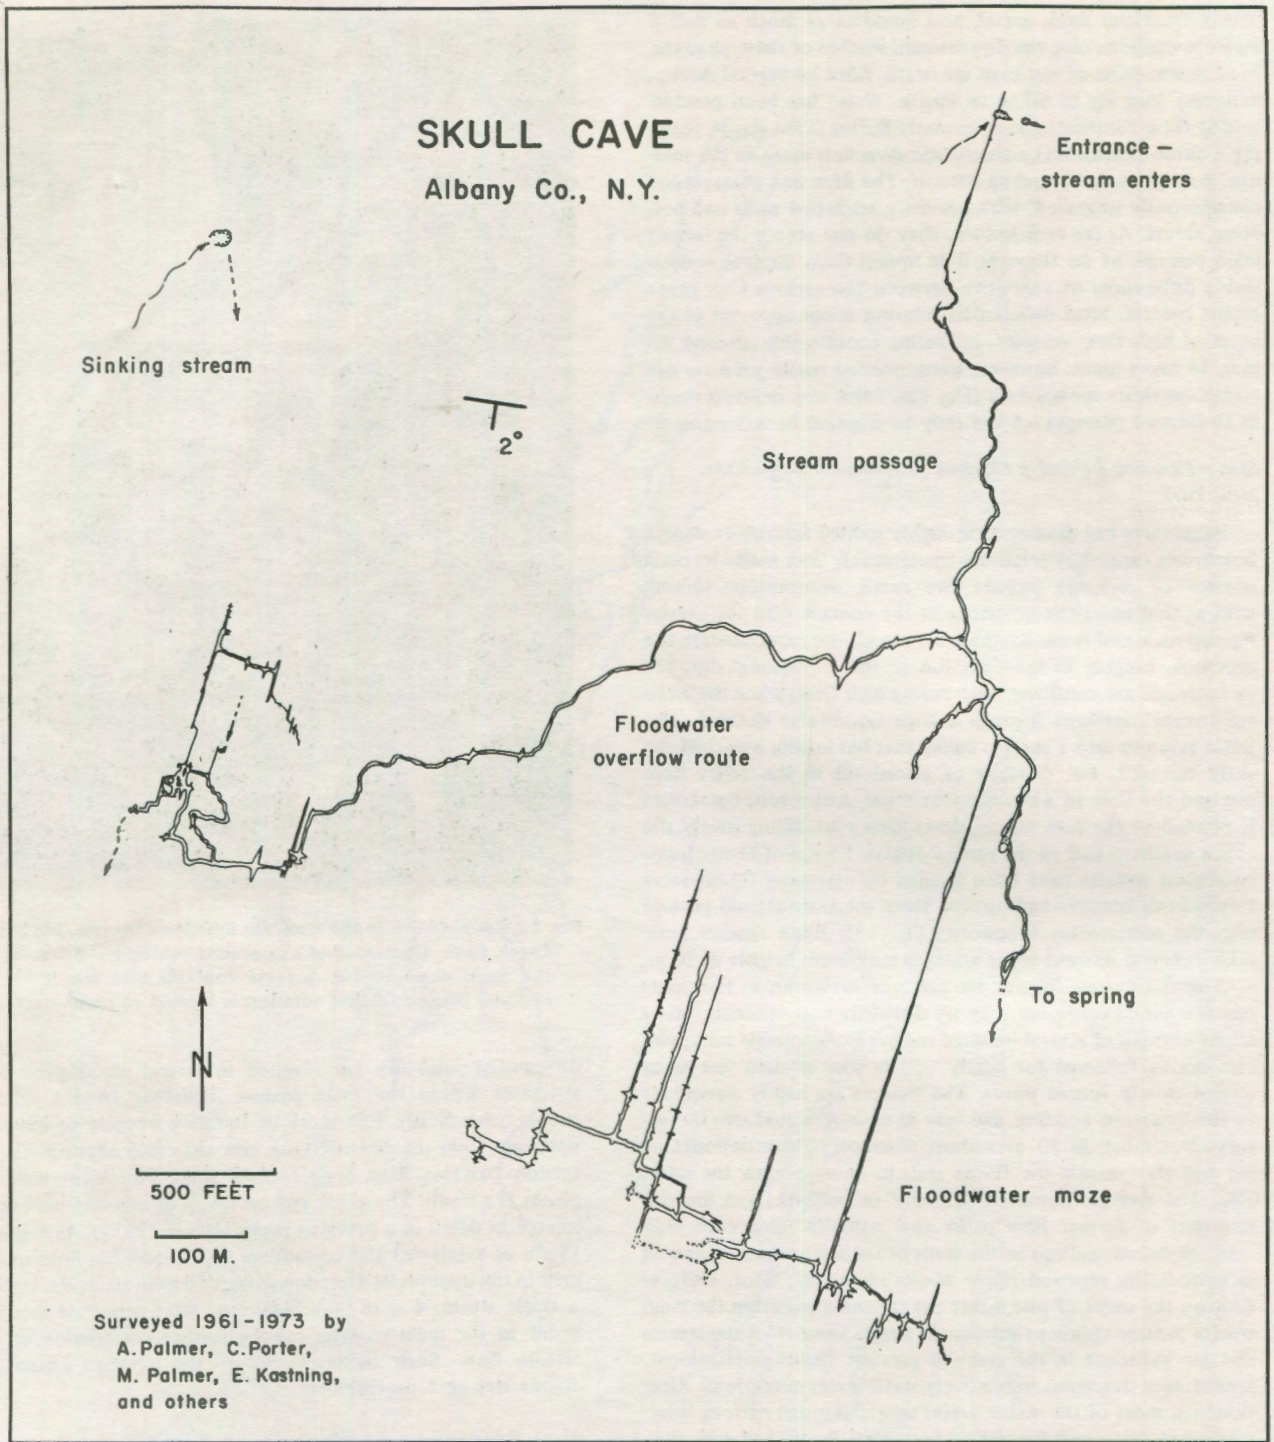 SKULL CAVE
Albany Co., N.Y.
Entrance –
stream enters
Sinking stream
2°
Stream passage
Floodwater
overflow route
To spring
N
500 FEET
100 M.
Floodwater maze
Surveyed 1961-1973 by
A. Palmer, C. Porter,
M. Palmer, E. Kastning,
and others